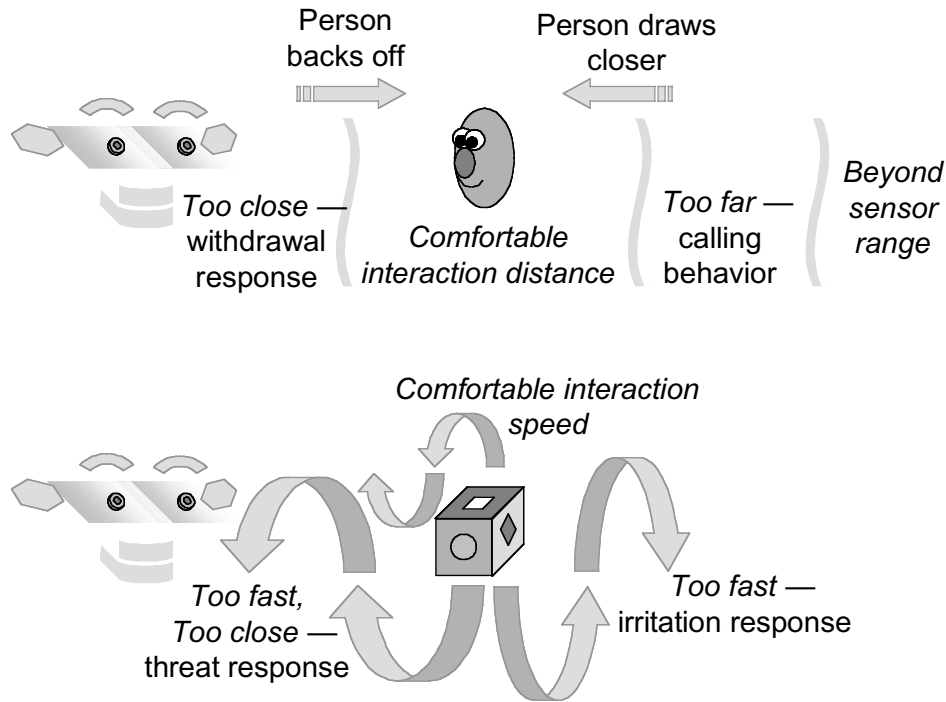 Person
backs off
Person draws
closer
Too close —
withdrawal
response
Comfortable
interaction distance
Too far —
calling
behavior
Beyond
sensor
range
Comfortable interaction
speed
Too fast,
Too close —
threat response
Too fast —
irritation response